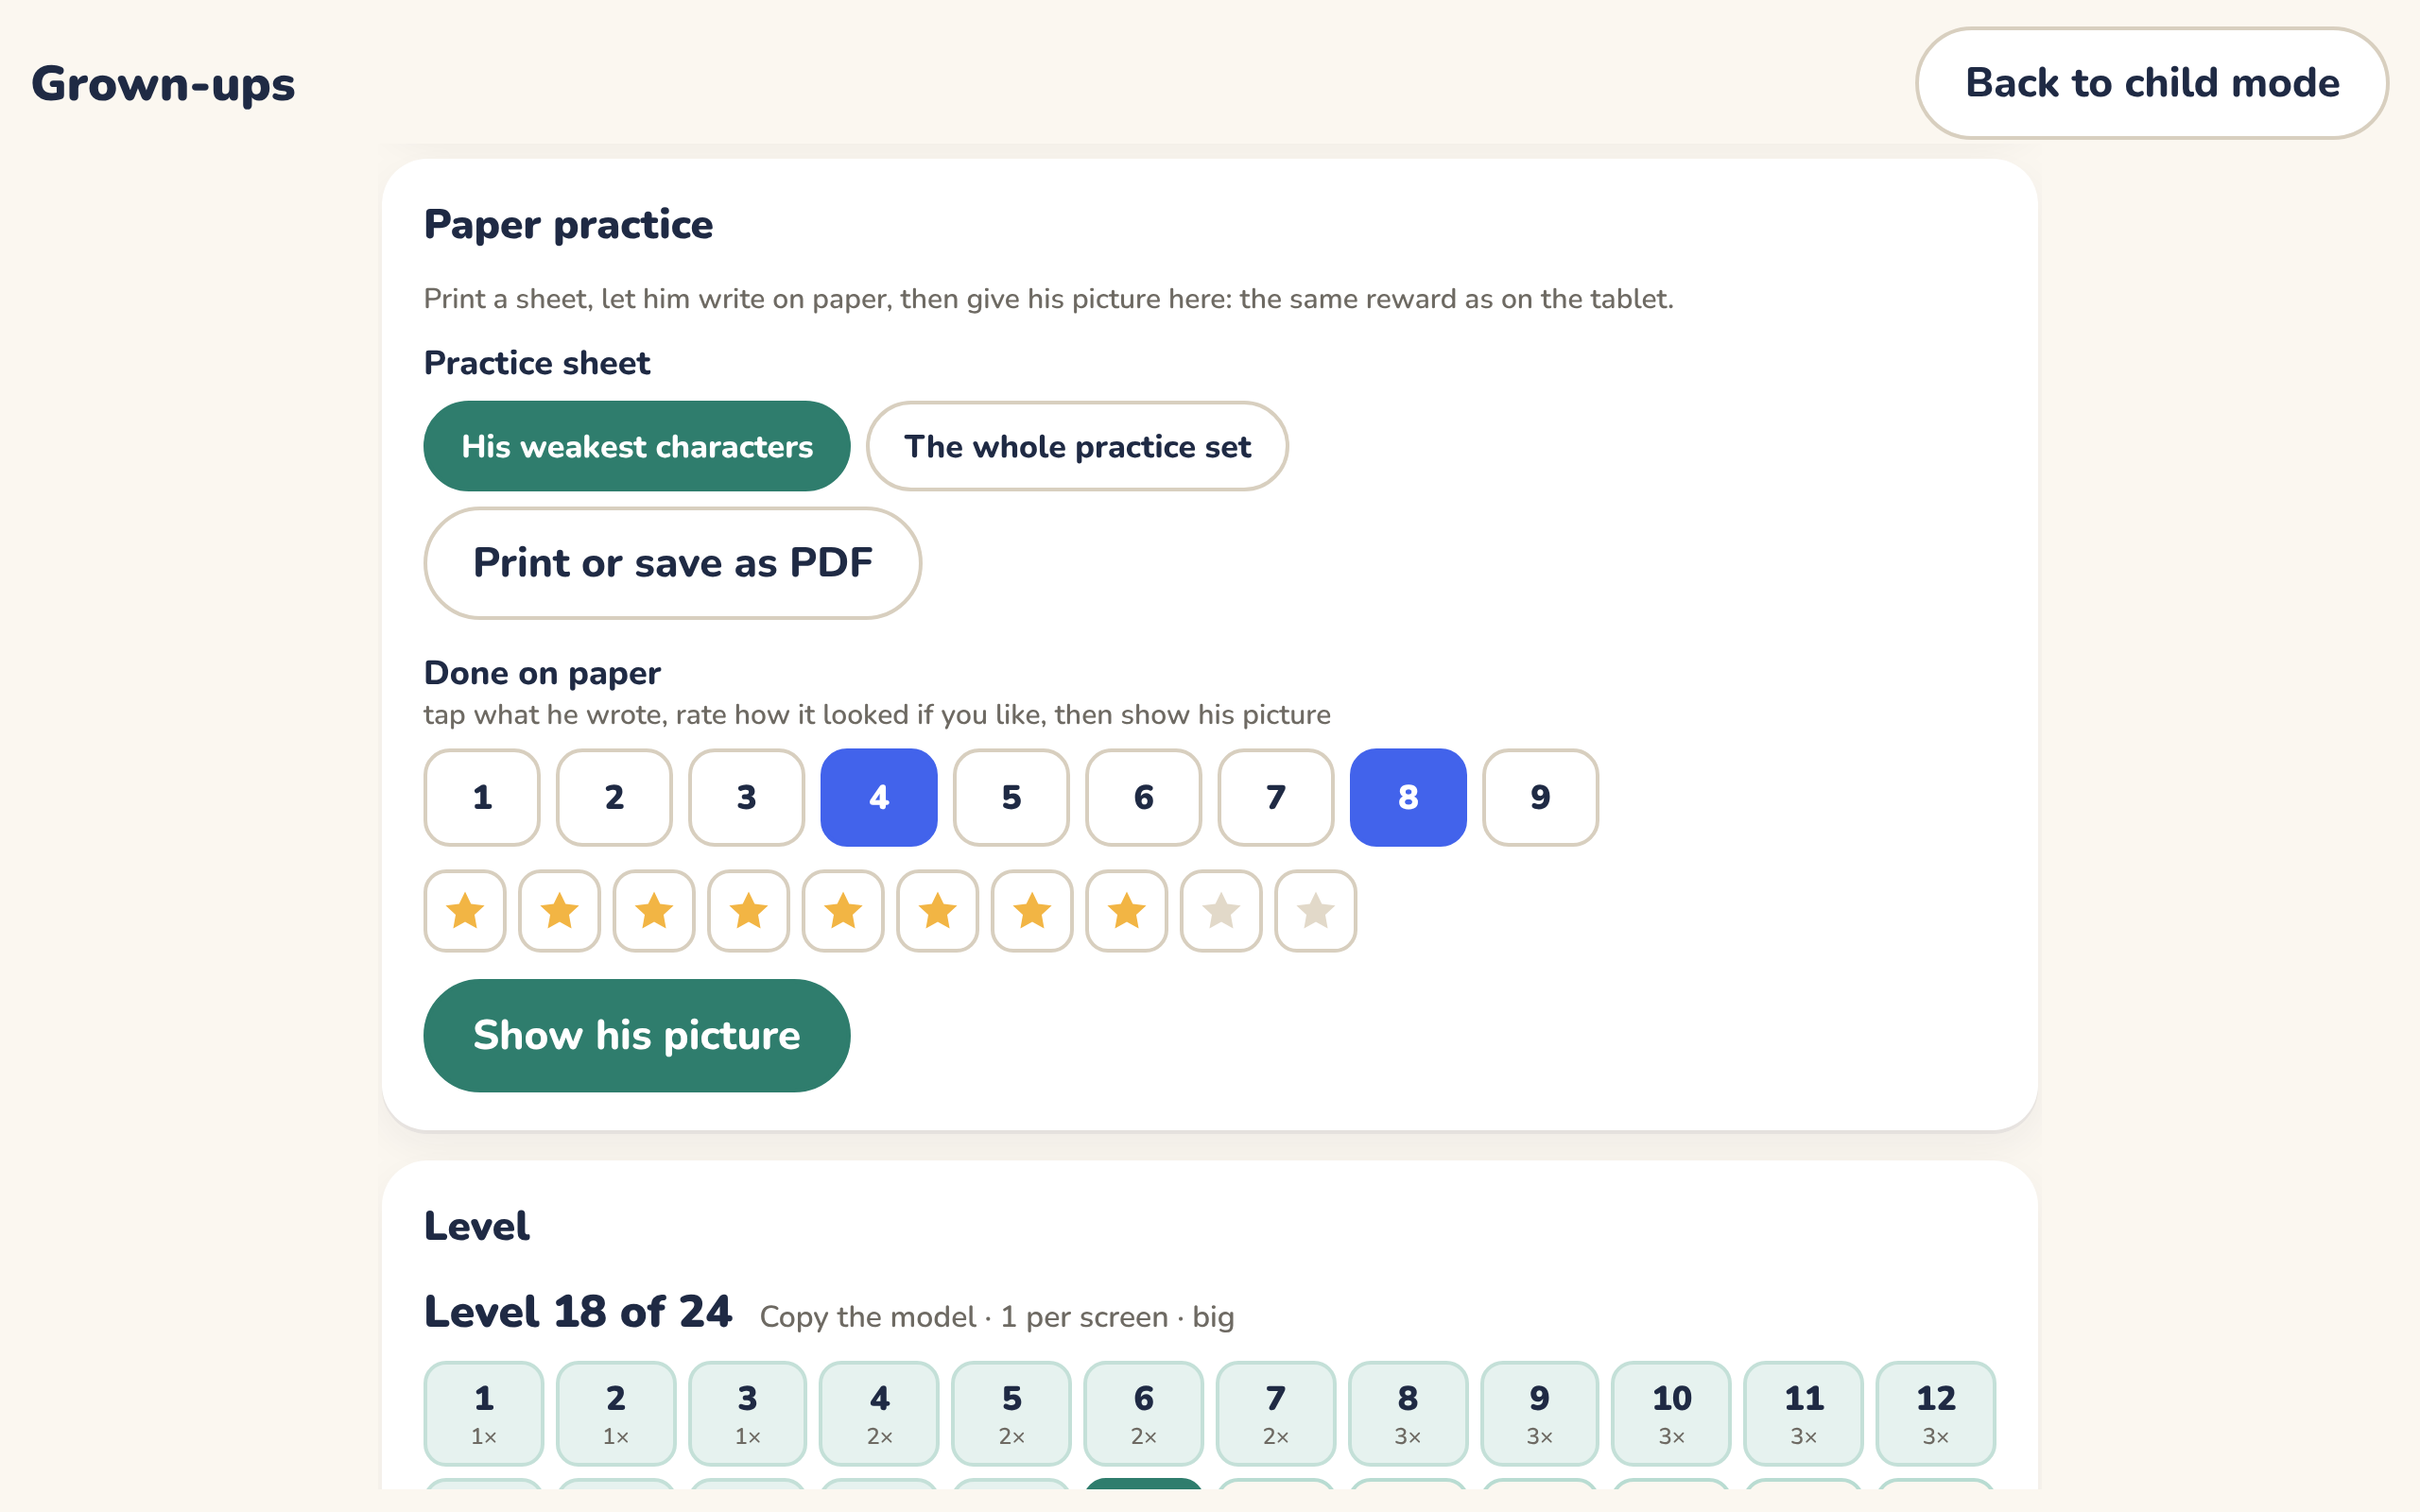 Grown-ups
Back to child mode
Paper practice
Print a sheet, let him write on paper, then give his picture here: the same reward as on the tablet.
Practice sheet
His weakest characters
The whole practice set
Print or save as PDF
Done on paper
tap what he wrote, rate how it looked if you like, then show his picture
1 2 3 4 5 6 7 8 9
Show his picture
Level
Level 18 of 24 Copy the model · 1 per screen · big
1 2 3 4 5 6 7 8 9 10 11 12
1× 1× 1× 2× 2× 2× 2× 3× 3× 3× 3× 3×